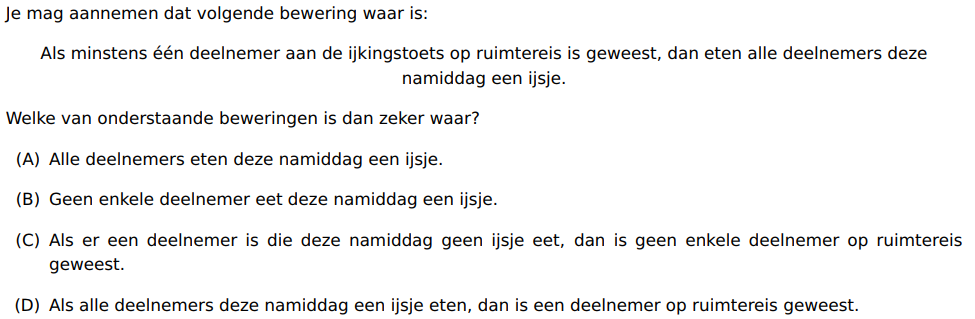 Je mag aannemen dat volgende bewering waar is:
Als minstens één deelnemer aan de ijkingstoets op ruimtereis is geweest, dan eten alle deelnemers deze
namiddag een ijsje.
Welke van onderstaande beweringen is dan zeker waar?
(A) Alle deelnemers eten deze namiddag een ijsje.
(B) Geen enkele deelnemer eet deze namiddag een ijsje.
(C) Als er een deelnemer is die deze namiddag geen ijsje eet, dan is geen enkele deelnemer op ruimtereis
geweest.
(D) Als alle deelnemers deze namiddag een ijsje eten, dan is een deelnemer op ruimtereis geweest.